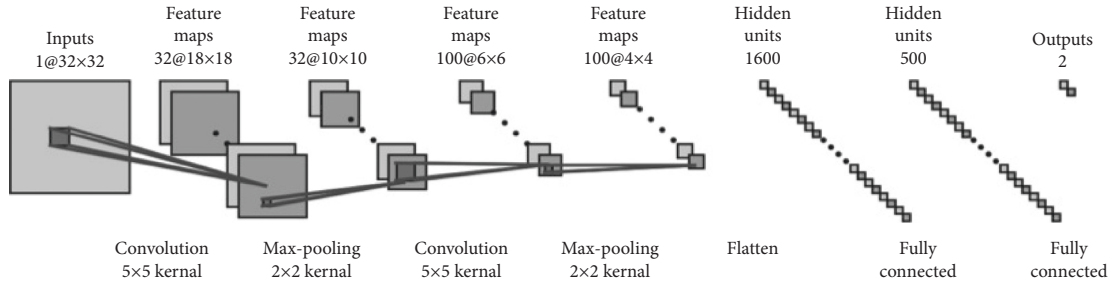 Inputs
1@32×32
Feature
maps
32@18×18
Feature
maps
32@10×10
Feature
maps
100@6×6
Feature
maps
100@4×4
Hidden
units
1600
Hidden
units
500
Outputs
2
Convolution
5×5 kernal
Max-pooling
2×2 kernal
Convolution
5×5 kernal
Max-pooling
2×2 kernal
Flatten
Fully
connected
Fully
connected